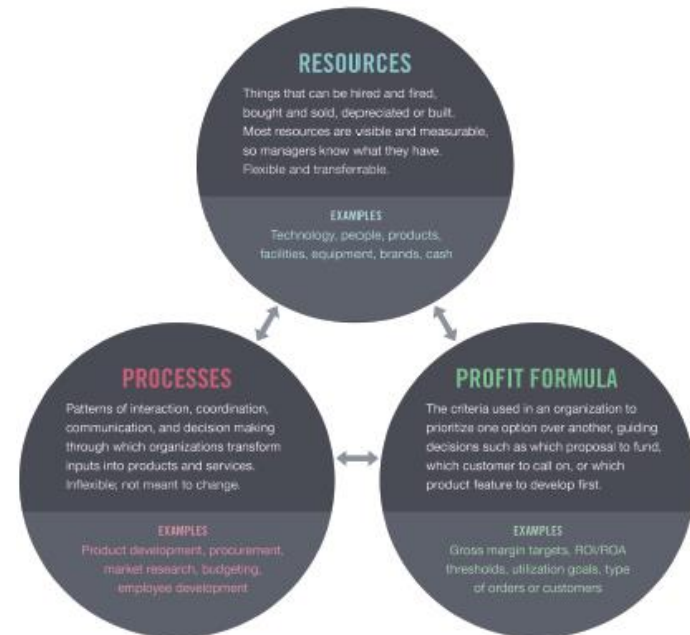 RESOURCES
Things that can be hired and fired,
bought and sold, depreciated or built.
Most resources are visible and measurable,
so managers know what they have.
Flexible and transferrable.
EXAMPLES
Technology, people, products,
facilities, equipment, brands, cash
PROCESSES
Patterns of interaction, coordination,
communication, and decision making
through which organizations transform
inputs into products and services.
Inflexible; not meant to change.
EXAMPLES
Product development, procurement,
market research, budgeting,
employee development
PROFIT FORMULA
The criteria used in an organization to
prioritize one option over another, guiding
decisions such as which proposal to fund,
which customer to call on, or which
product feature to develop first.
EXAMPLES
Gross margin targets, ROI/ROA
thresholds, utilization goals, type
of orders or customers